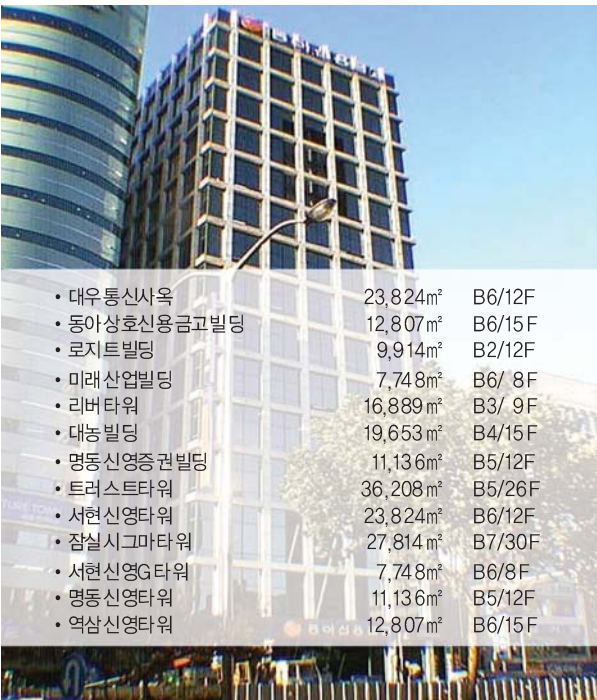 • 대우통신사옥 23,824㎡ B6/12F
• 동아상호신용금고빌딩 12,807㎡ B6/15F
• 로지트빌딩 9,914㎡ B2/12F
• 미래산업빌딩 7,748㎡ B6/ 8F
• 리버타워 16,889㎡ B3/ 9F
• 대농빌딩 19,653㎡ B4/15F
• 명동신영증권빌딩 11,136㎡ B5/12F
• 트러스트타워 36,208㎡ B5/26F
• 서현신영타워 23,824㎡ B6/12F
• 잠실시그마타워 27,814㎡ B7/30F
• 서현신영G타워 7,748㎡ B6/8F
• 명동신영타워 11,136㎡ B5/12F
• 역삼신영타워 12,807㎡ B6/15F